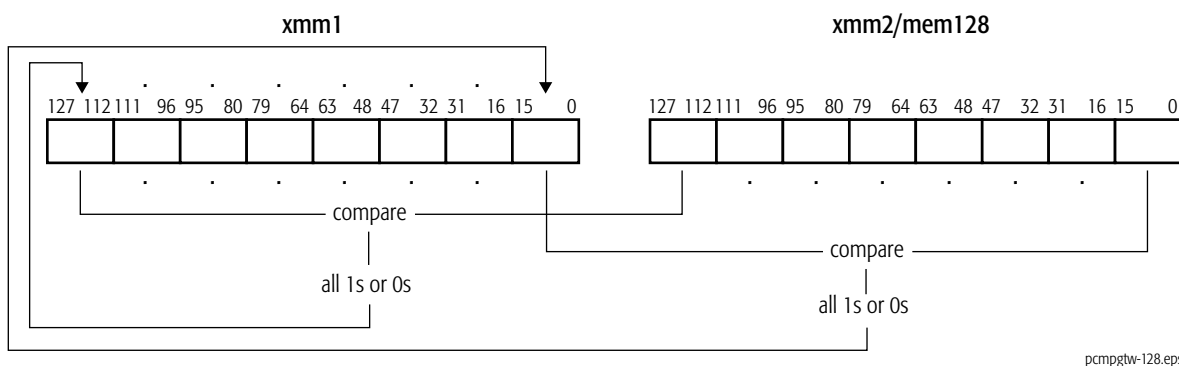 xmm1 xmm2/mem128
. . . . . .
127 112 111 96 95 80 79 64 63 48 47 32 31 16 15 0 127 112 111 96 95 80 79 64 63 48 47 32 31 16 15 0
. . . . . . . . . . . .
compare
compare
all 1s or 0s
all 1s or 0s
pcmpgtw-128.eps